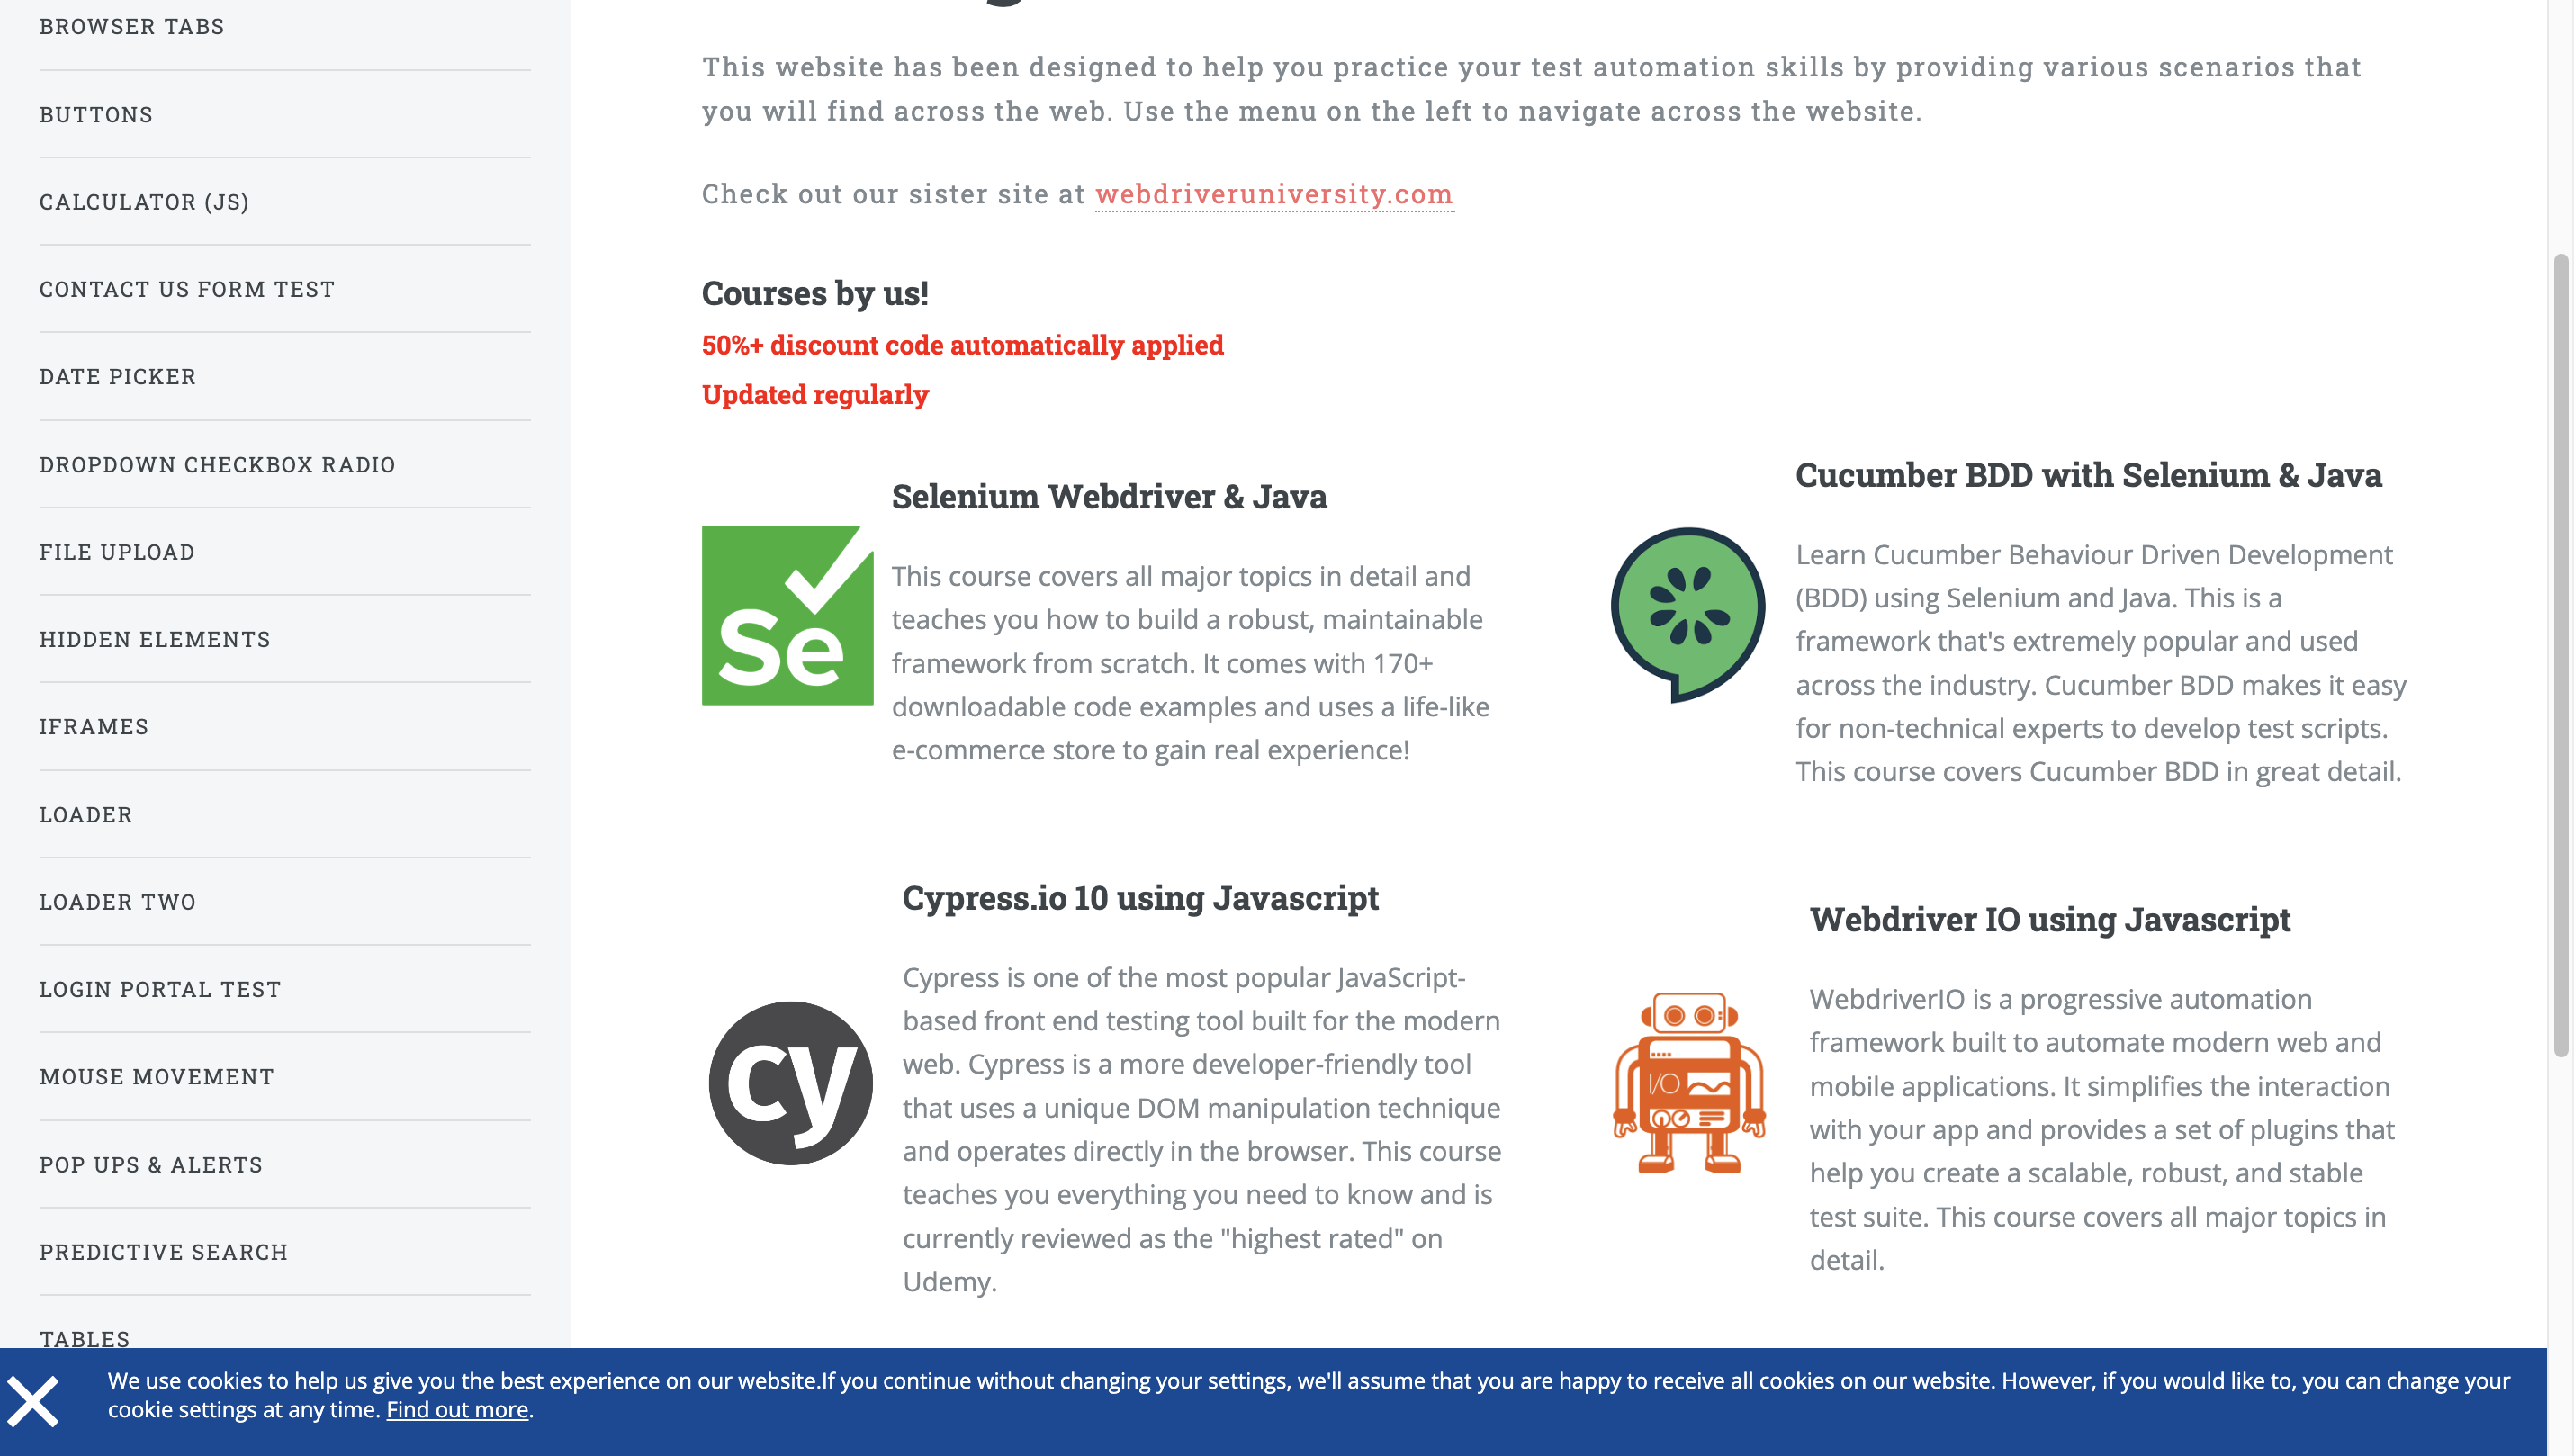 BROWSER TABS
BUTTONS
CALCULATOR (JS)
CONTACT US FORM TEST
DATE PICKER
DROPDOWN CHECKBOX RADIO
FILE UPLOAD
HIDDEN ELEMENTS
IFRAMES
LOADER
LOADER TWO
LOGIN PORTAL TEST
MOUSE MOVEMENT
POP UPS & ALERTS
PREDICTIVE SEARCH
TABLES
This website has been designed to help you practice your test automation skills by providing various scenarios that
you will find across the web. Use the menu on the left to navigate across the website.
Check out our sister site at webdriveruniversity.com
Courses by us!
50%+ discount code automatically applied
Updated regularly
Se
Selenium Webdriver & Java
This course covers all major topics in detail and
teaches you how to build a robust, maintainable
framework from scratch. It comes with 170+
downloadable code examples and uses a life-like
e-commerce store to gain real experience!
Cucumber BDD with Selenium & Java
Learn Cucumber Behaviour Driven Development
(BDD) using Selenium and Java. This is a
framework that's extremely popular and used
across the industry. Cucumber BDD makes it easy
for non-technical experts to develop test scripts.
This course covers Cucumber BDD in great detail.
cy
Cypress.io 10 using Javascript
Cypress is one of the most popular JavaScript-
based front end testing tool built for the modern
web. Cypress is a more developer-friendly tool
that uses a unique DOM manipulation technique
and operates directly in the browser. This course
teaches you everything you need to know and is
currently reviewed as the "highest rated" on
Udemy.
I/O
Webdriver IO using Javascript
WebdriverIO is a progressive automation
framework built to automate modern web and
mobile applications. It simplifies the interaction
with your app and provides a set of plugins that
help you create a scalable, robust, and stable
test suite. This course covers all major topics in
detail.
We use cookies to help us give you the best experience on our website.If you continue without changing your settings, we'll assume that you are happy to receive all cookies on our website. However, if you would like to, you can change your
cookie settings at any time. Find out more.